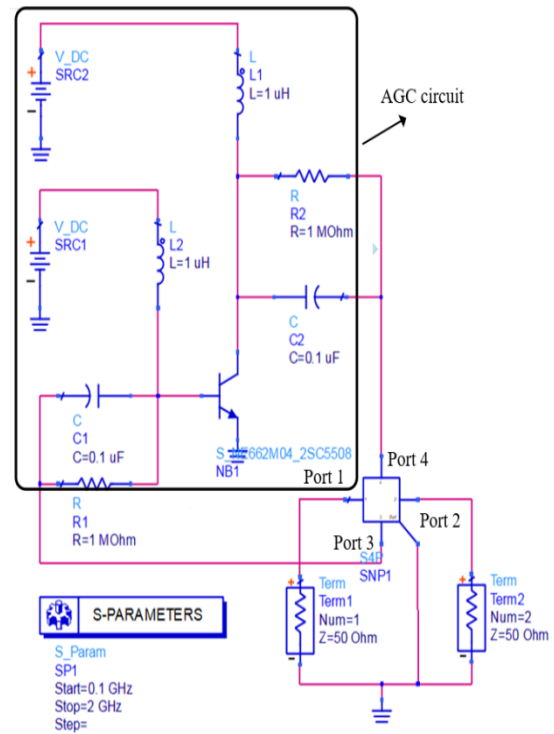 V_DC
SRC2
L
L1
L=1 uH
AGC circuit
R
R2
R=1 MOhm
V_DC
SRC1
L
L2
L=1 uH
C
C2
C=0.1 uF
C
C1
C=0.1 uF
NB1
Port 1
Port 4
R
R1
R=1 MOhm
Port 2
Port 3
S4P
SNP1
Term
Term1
Num=1
Z=50 Ohm
Term
Term2
Num=2
Z=50 Ohm
S-PARAMETERS
S_Param
SP1
Start=0.1 GHz
Stop=2 GHz
Step=